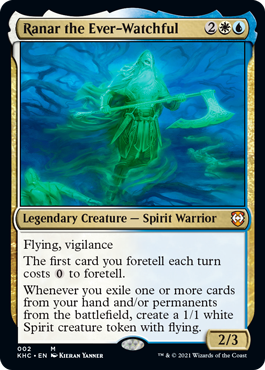 Ranar the Ever-Watchful 2
Legendary Creature — Spirit Warrior
Flying, vigilance
The first card you foretell each turn
costs 0 to foretell.
Whenever you exile one or more cards
from your hand and/or permanents
from the battlefield, create a 1/1 white
Spirit creature token with flying.
2/3
002 M
KHC • EN KIERAN YANNER
™ & © 2021 Wizards of the Coast